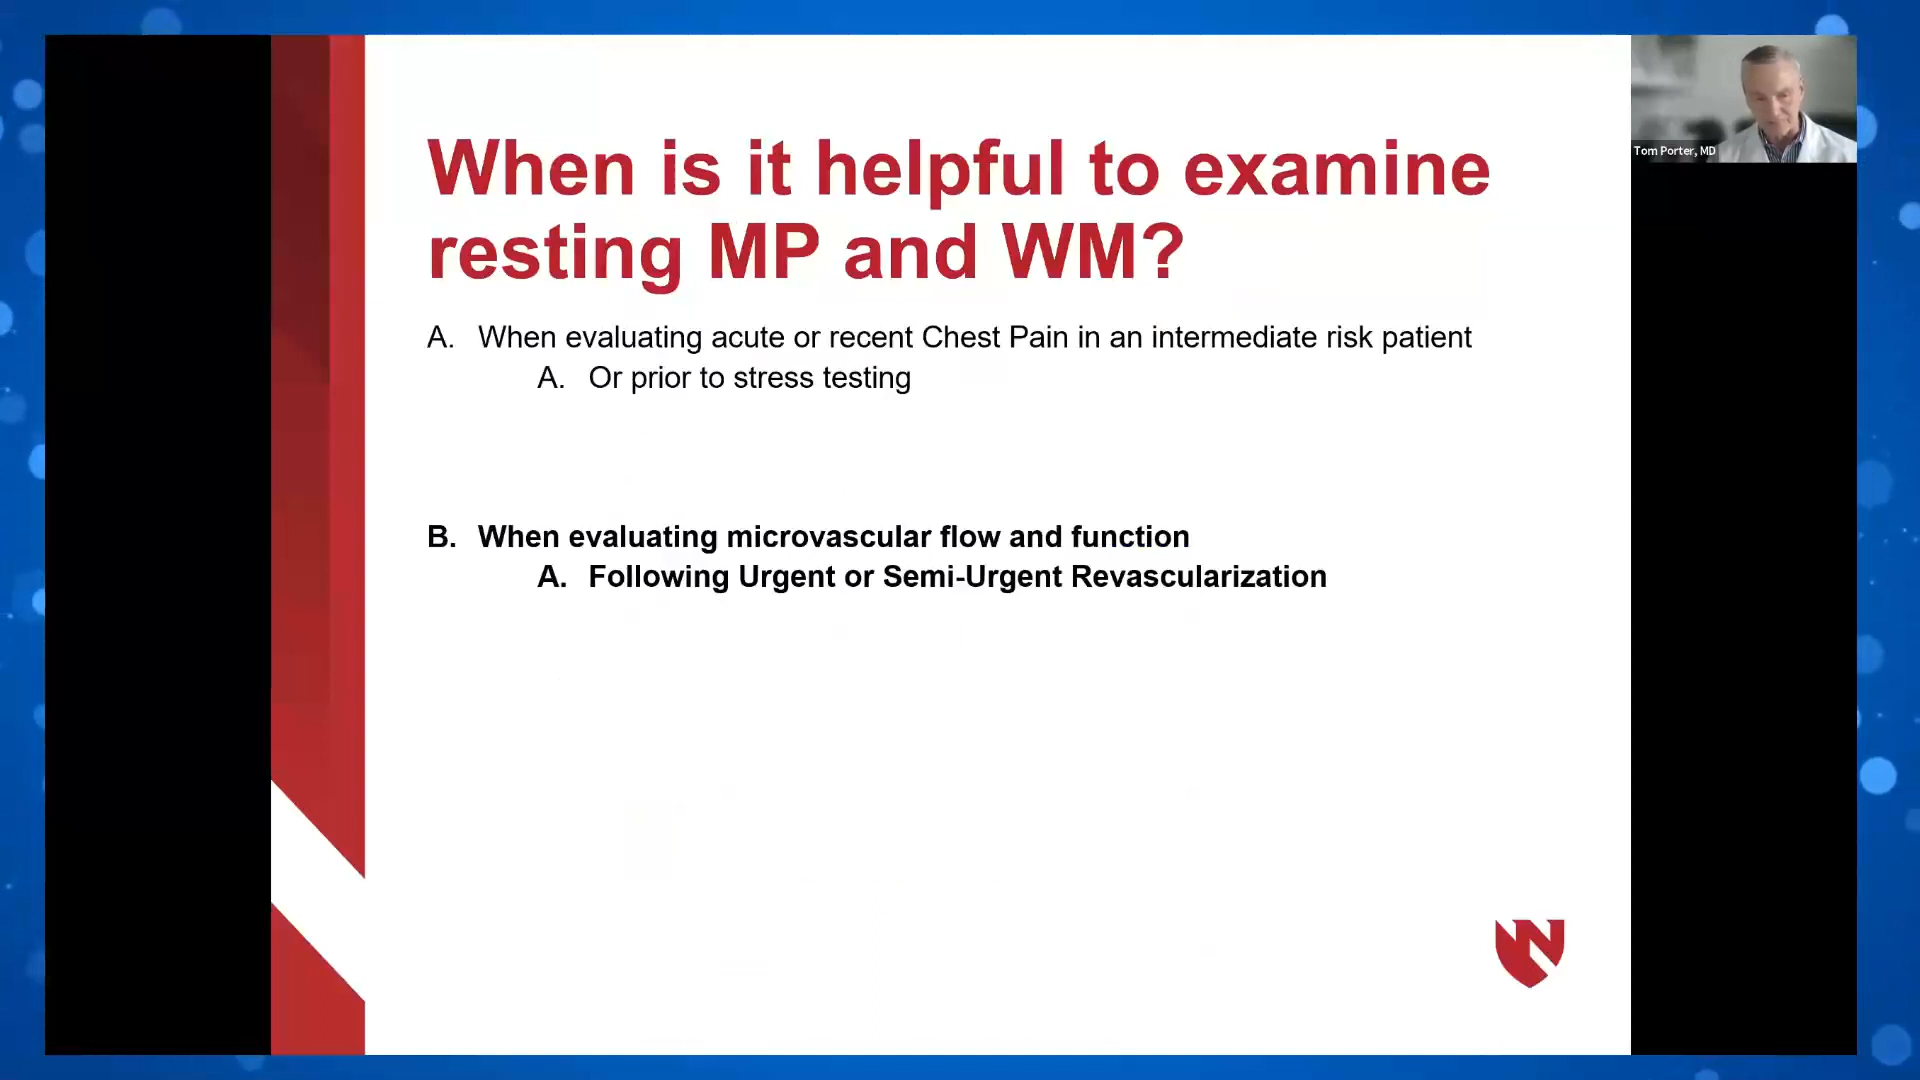 When is it helpful to examine
resting MP and WM?
A. When evaluating acute or recent Chest Pain in an intermediate risk patient
A. Or prior to stress testing
B. When evaluating microvascular flow and function
A. Following Urgent or Semi-Urgent Revascularization
Tom Porter, MD